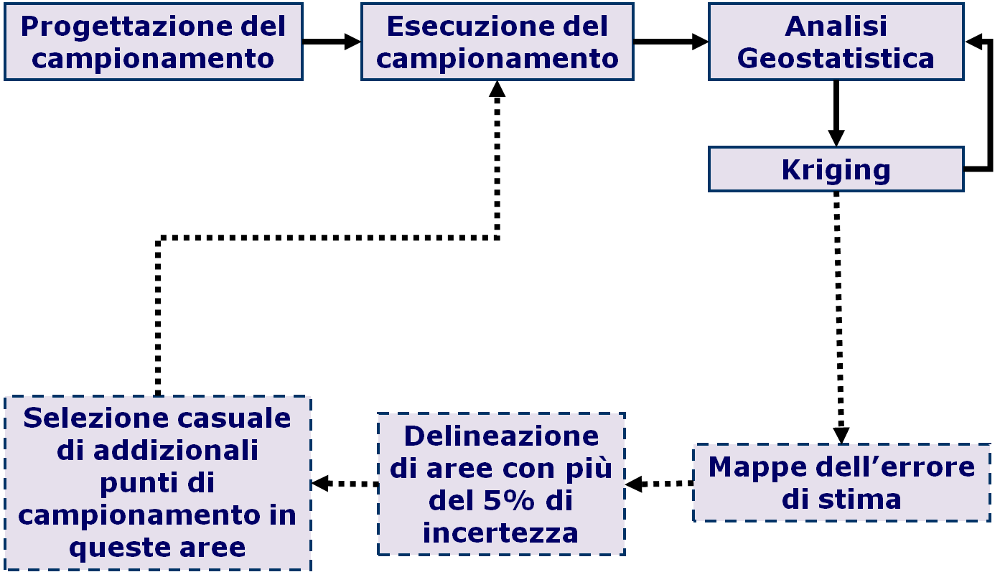 Progettazione del
campionamento
Esecuzione del
campionamento
Analisi
Geostatistica
Kriging
Mappe dell’errore
di stima
Delineazione
di aree con più
del 5% di
incertezza
Selezione casuale
di addizionali
punti di
campionamento in
queste aree